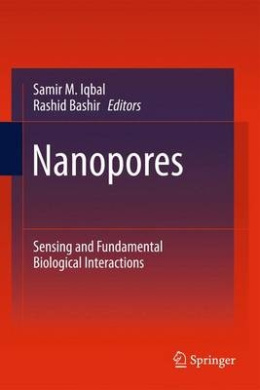 Samir M. Iqbal
Rashid Bashir Editors
Nanopores
Sensing and Fundamental
Biological Interactions
Springer